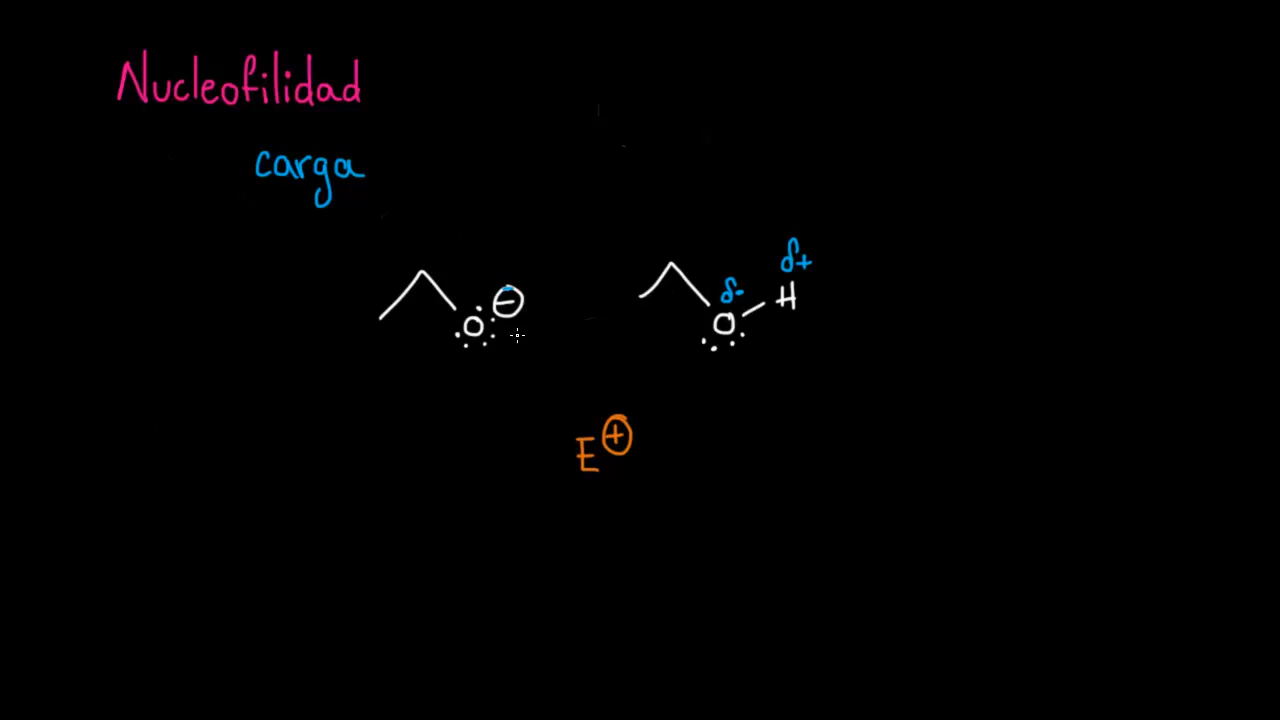 Nucleofilidad
carga
δ+
δ-
H
⊖
O
O
E⊕